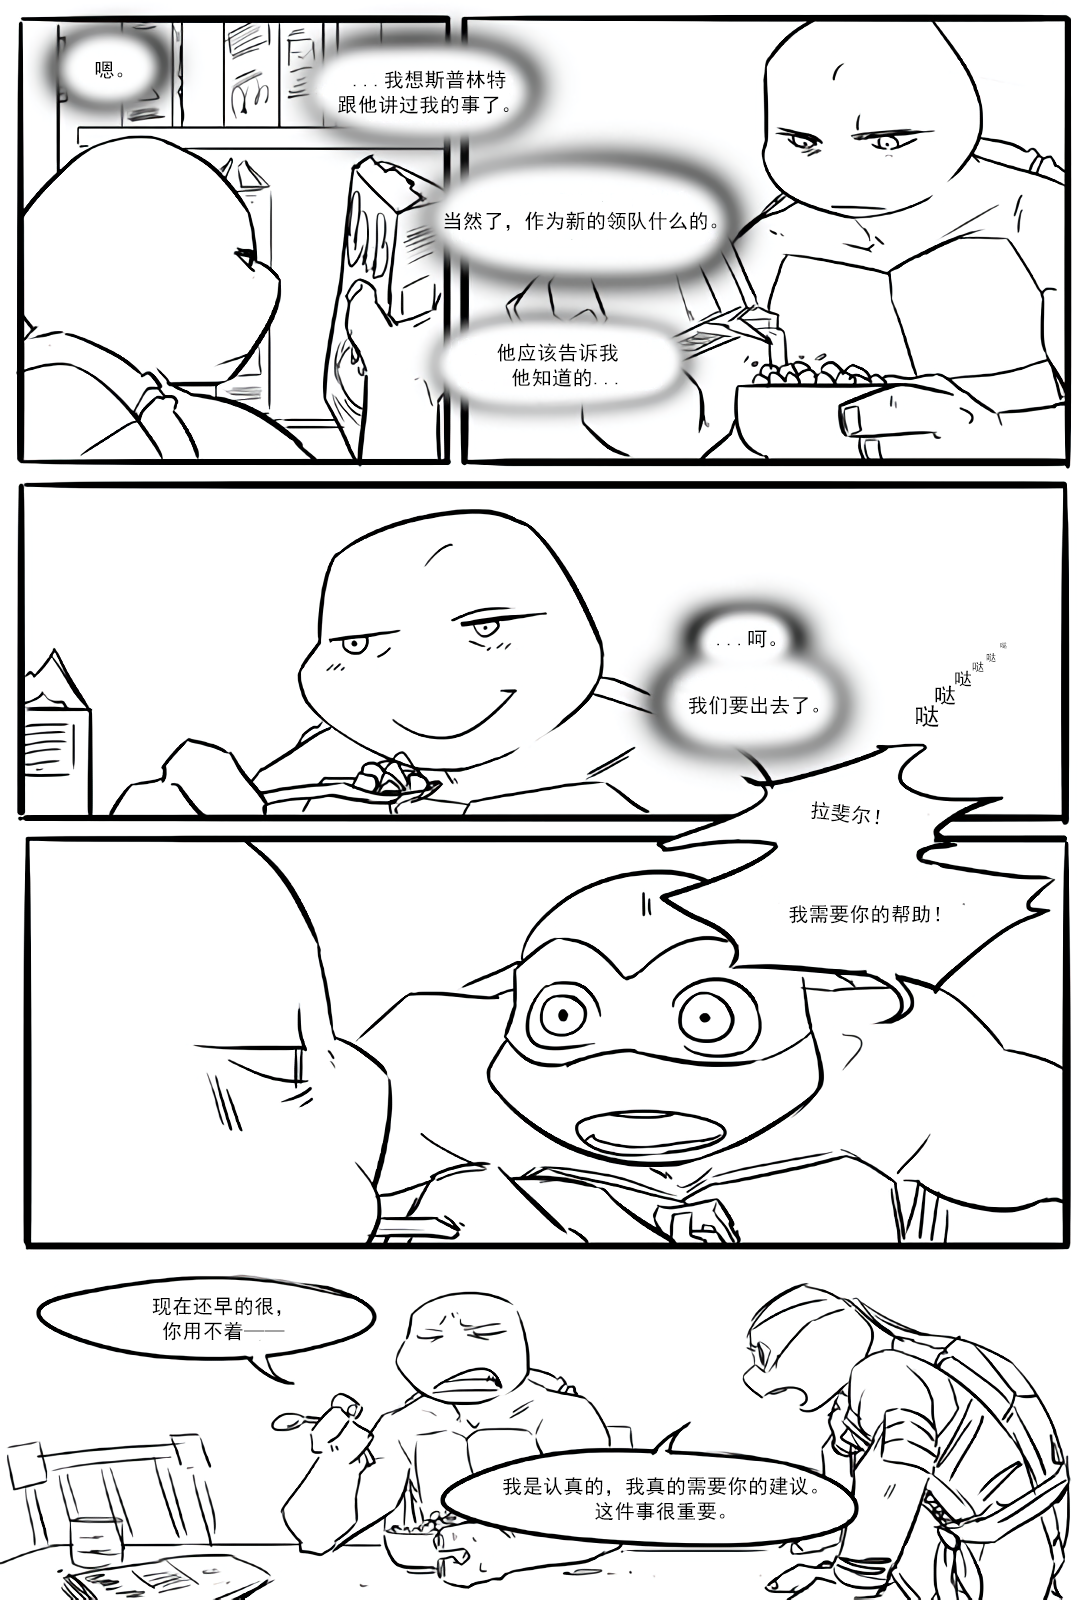 嗯。
...我想斯普林特
跟他讲过我的事了。
当然了，作为新的领队什么的。
他应该告诉我
他知道的...
...呵。
我们要出去了。
哒
哒
哒
哒
哒
哒
拉斐尔！
我需要你的帮助！
现在还早的很，
你用不着——
我是认真的，我真的需要你的建议。
这件事很重要。